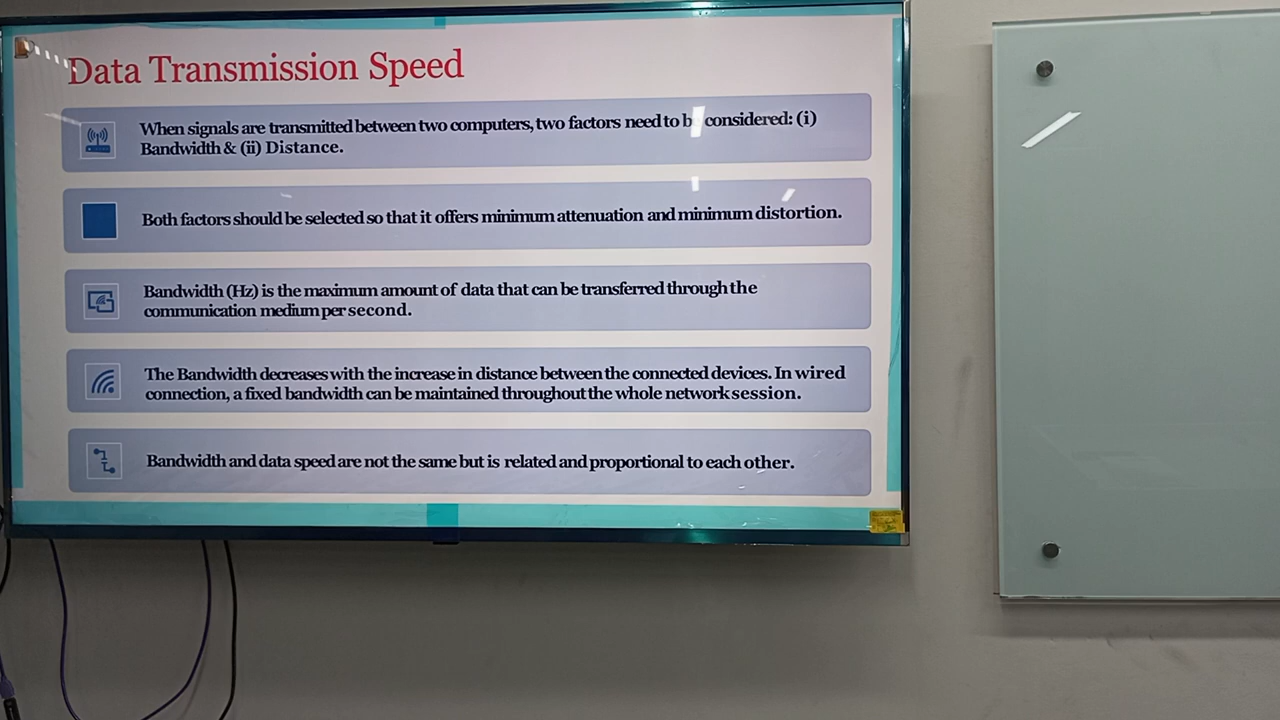 Data Transmission Speed
When signals are transmitted between two computers, two factors need to b considered: (i)
Bandwidth & (ii) Distance.
Both factors should be selected so that it offers minimum attenuation and minimum distortion.
Bandwidth (Hz) is the maximum amount of data that can be transferred through the
communication medium per second.
The Bandwidth decreases with the increase in distance between the connected devices. In wired
connection, a fixed bandwidth can be maintained throughout the whole network session.
Bandwidth and data speed are not the same but is related and proportional to each other.